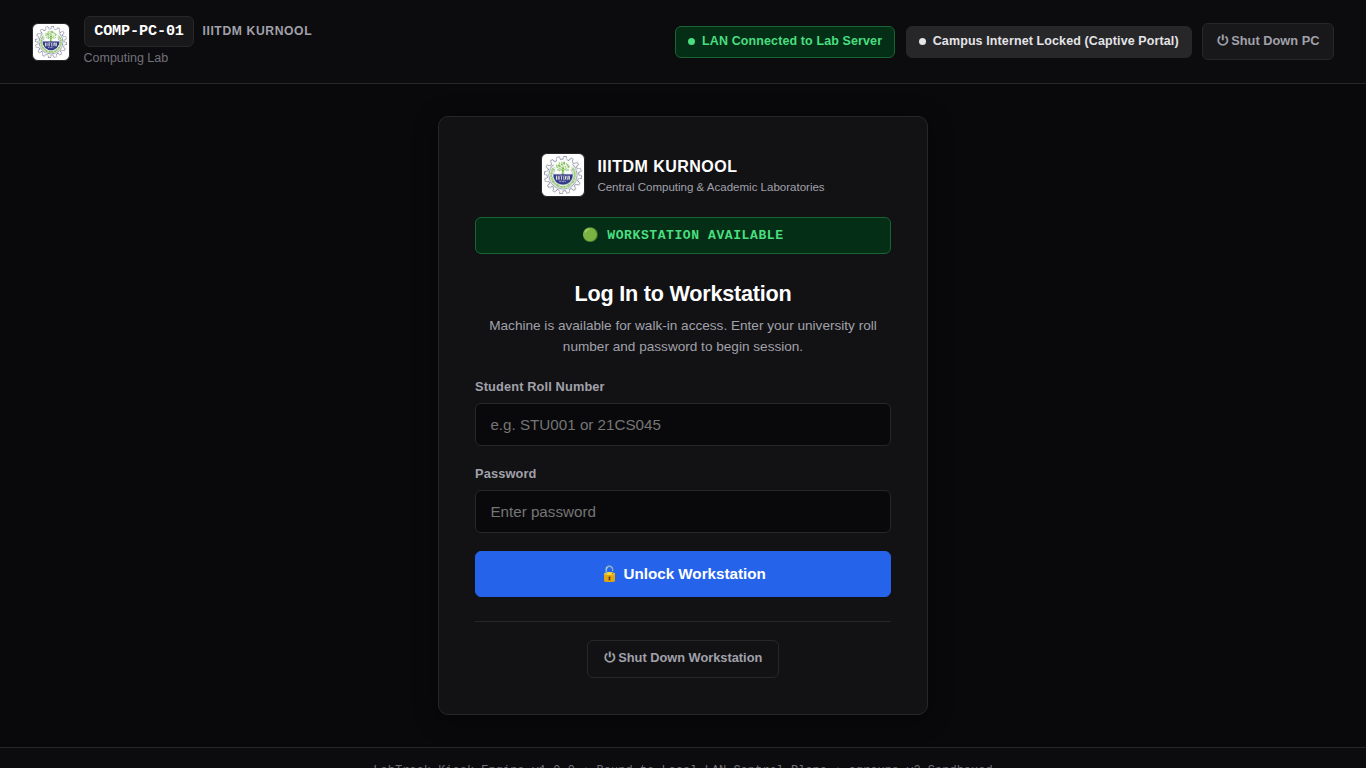 COMP-PC-01 IIITDM KURNOOL
Computing Lab
LAN Connected to Lab Server
Campus Internet Locked (Captive Portal)
Shut Down PC
IIITDM KURNOOL
Central Computing & Academic Laboratories
WORKSTATION AVAILABLE
Log In to Workstation
Machine is available for walk-in access. Enter your university roll
number and password to begin session.
Student Roll Number
e.g. STU001 or 21CS045
Password
Enter password
Unlock Workstation
Shut Down Workstation